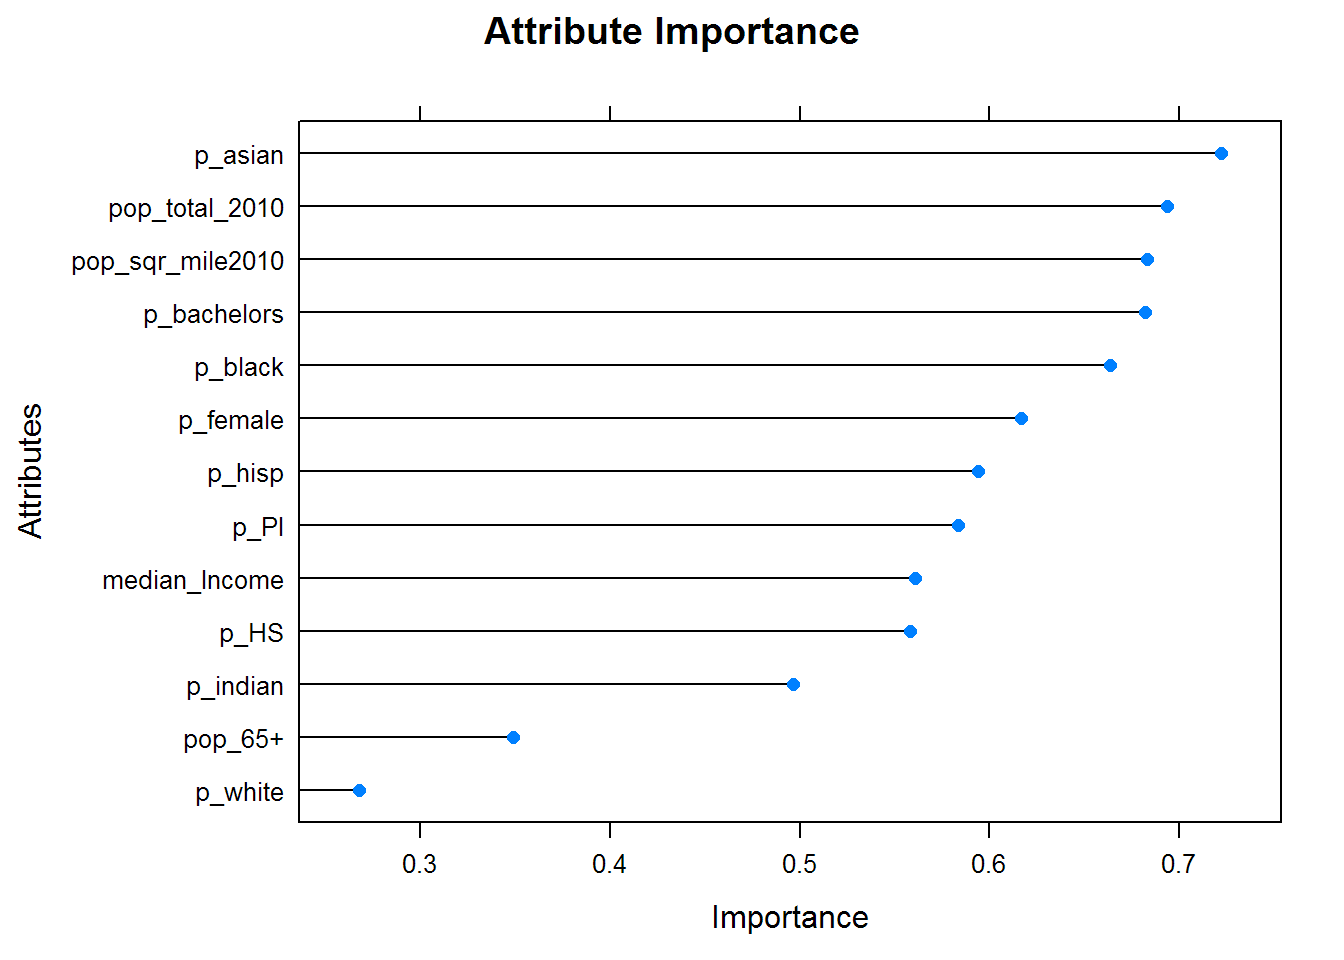 Attribute Importance
p_asian
pop_total_2010
pop_sqr_mile2010
p_bachelors
p_black
p_female
p_hisp
p_PI
median_Income
p_HS
p_indian
pop_65+
p_white
Attributes
0.3 0.4 0.5 0.6 0.7
Importance